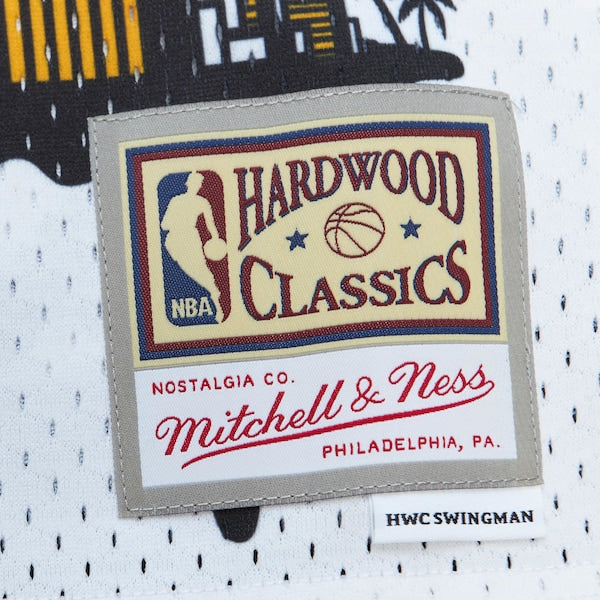 HARDWOOD
CLASSICS
NBA
NOSTALGIA CO.
Mitchell & Ness
PHILADELPHIA, PA.
HWC SWINGMAN